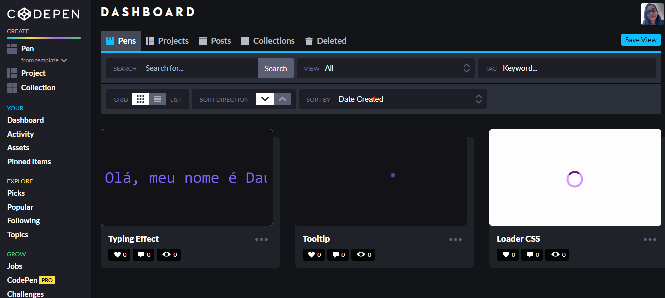 CODEPEN
DASHBOARD
CREATE
Pen
from template
Project
Collection
YOUR
Dashboard
Activity
Assets
Pinned Items
EXPLORE
Picks
Popular
Following
Topics
GROW
Jobs
CodePen PRO
Challenges
Pens Projects Posts Collections Deleted
Save View
SEARCH Search for... Search VIEW All TAG Keyword...
GRID LIST SORT DIRECTION SORT BY Date Created
Olá, meu nome é Dau
Typing Effect
0 0 0
Tooltip
0 0 0
Loader CSS
0 0 0